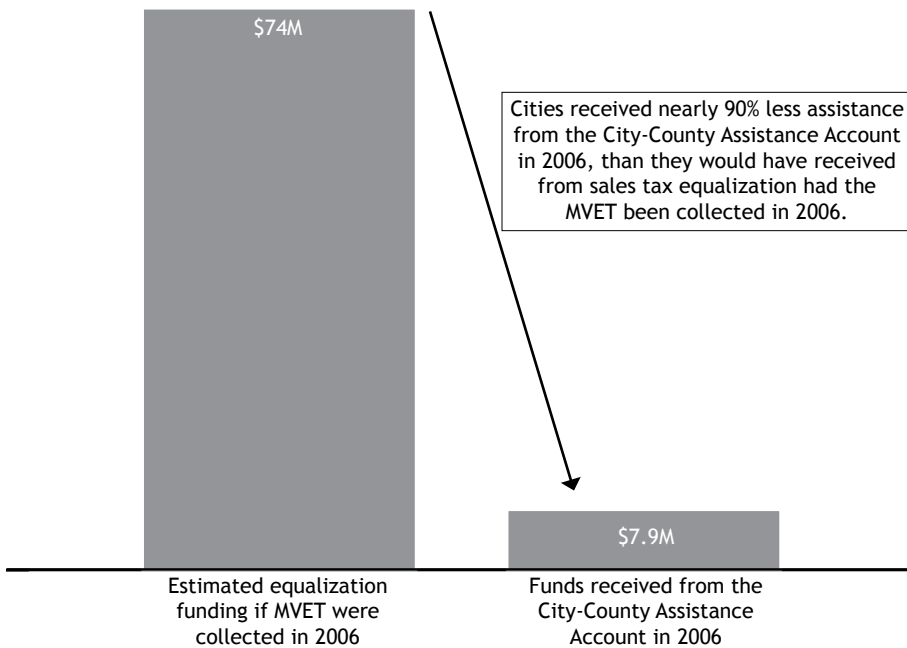 $74M
Cities received nearly 90% less assistance
from the City-County Assistance Account
in 2006, than they would have received
from sales tax equalization had the
MVET been collected in 2006.
$7.9M
Estimated equalization
funding if MVET were
collected in 2006
Funds received from the
City-County Assistance
Account in 2006